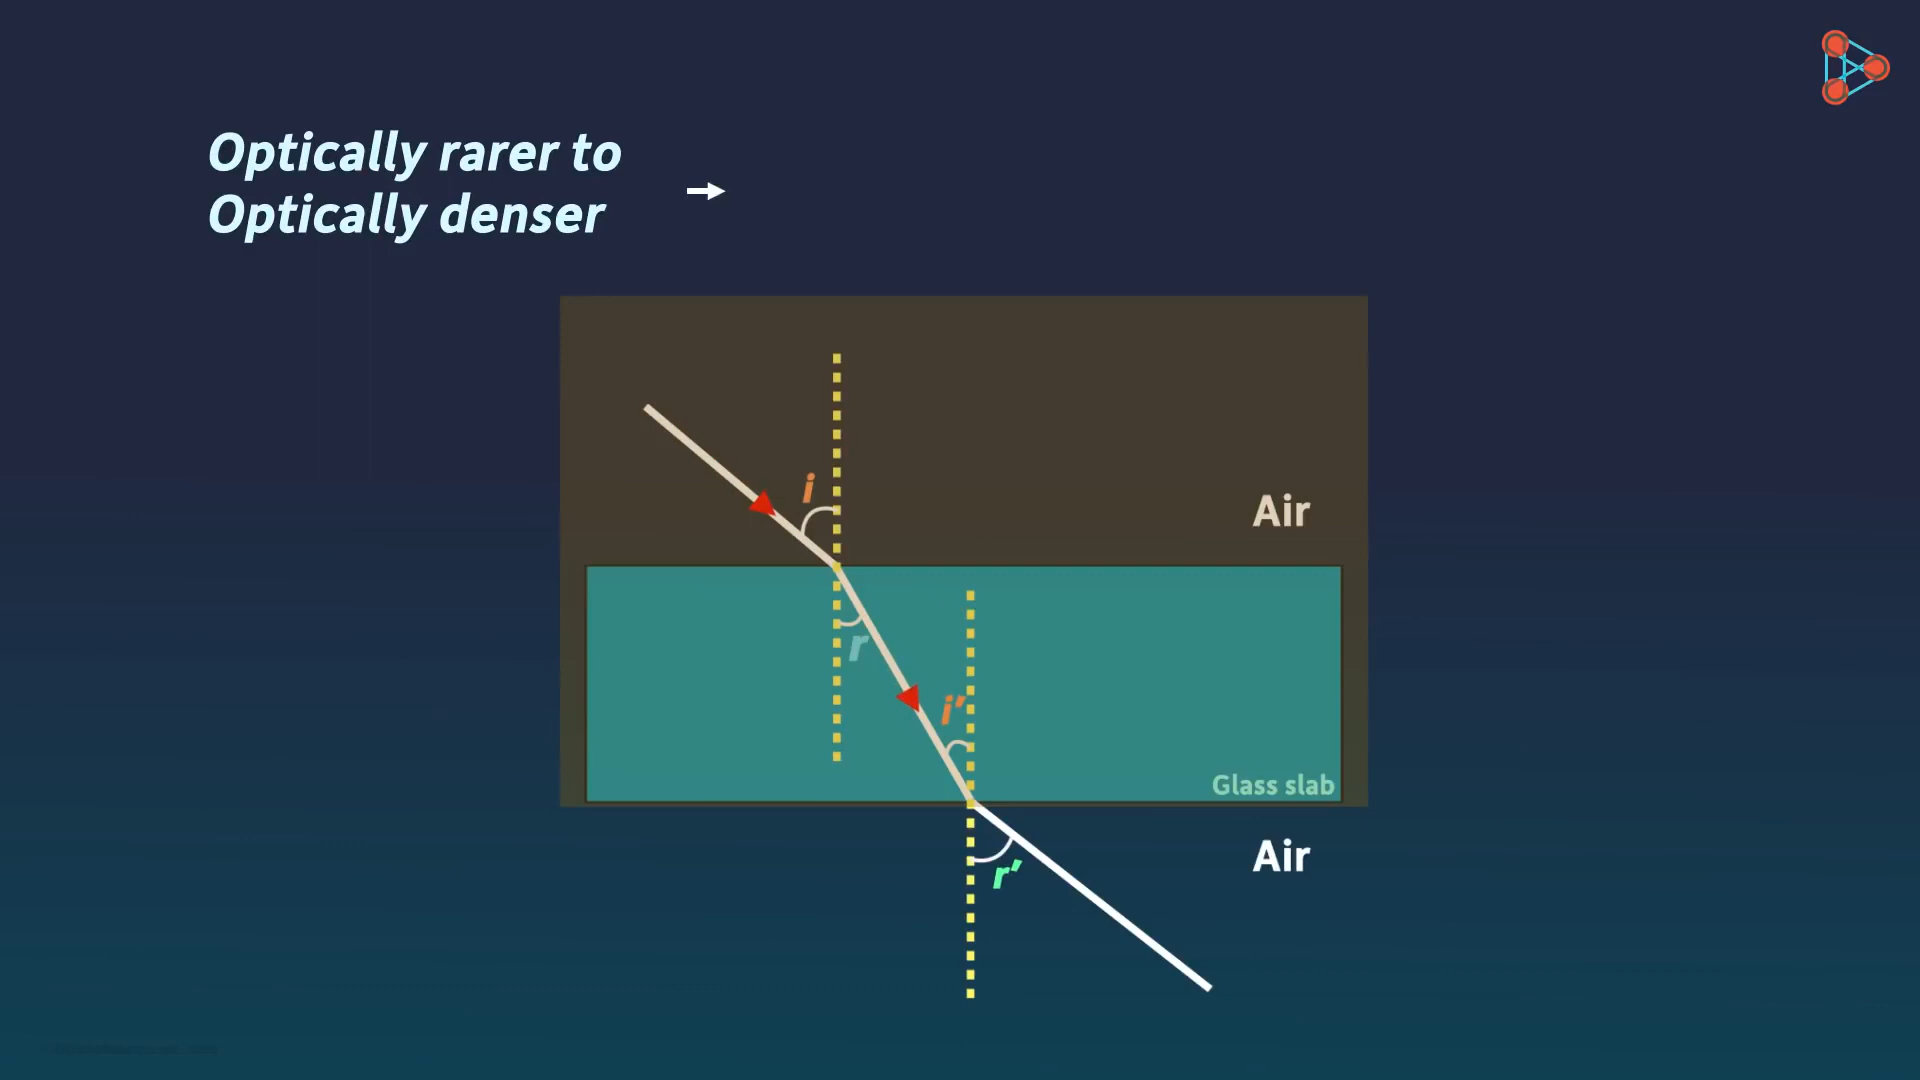 Optically rarer to
Optically denser
i
Air
r
i′
Glass slab
Air
r′